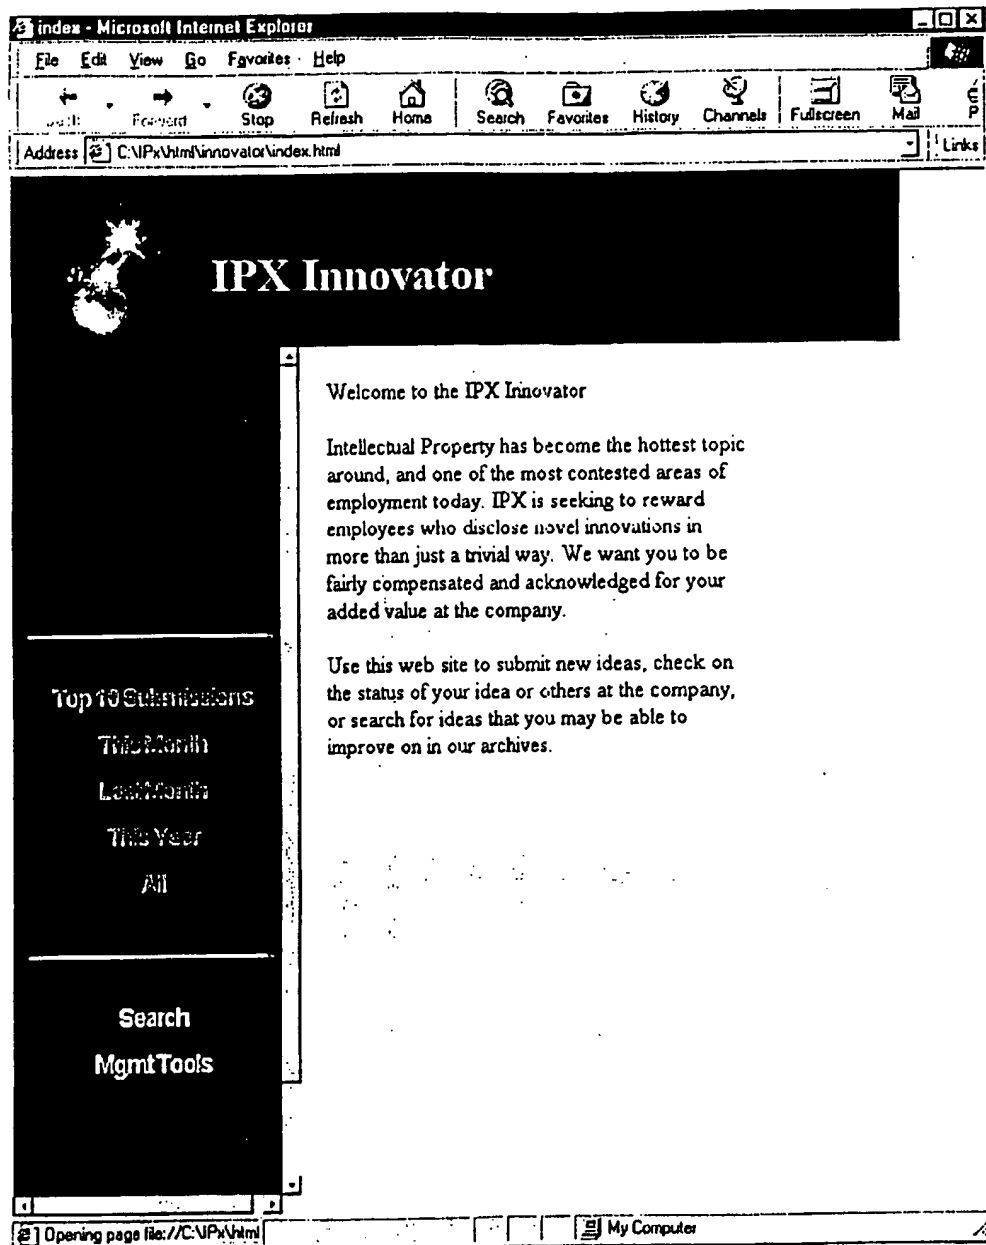 index - Microsoft Internet Explorer
File Edit View Go Favorites Help
Back Forward Stop Refresh Home Search Favorites History Channels Fullscreen Mail P
Address C:\IPx\html\innovator\index.html Links
IPX Innovator
Welcome to the IPX Innovator
Intellectual Property has become the hottest topic
around, and one of the most contested areas of
employment today. IPX is seeking to reward
employees who disclose novel innovations in
more than just a trivial way. We want you to be
fairly compensated and acknowledged for your
added value at the company.
Use this web site to submit new ideas, check on
the status of your idea or others at the company,
or search for ideas that you may be able to
improve on in our archives.
Top 10 Submissions
This Month
Last Month
This Year
All
Search
MgmtTools
Opening page file://C:\IPx\html My Computer